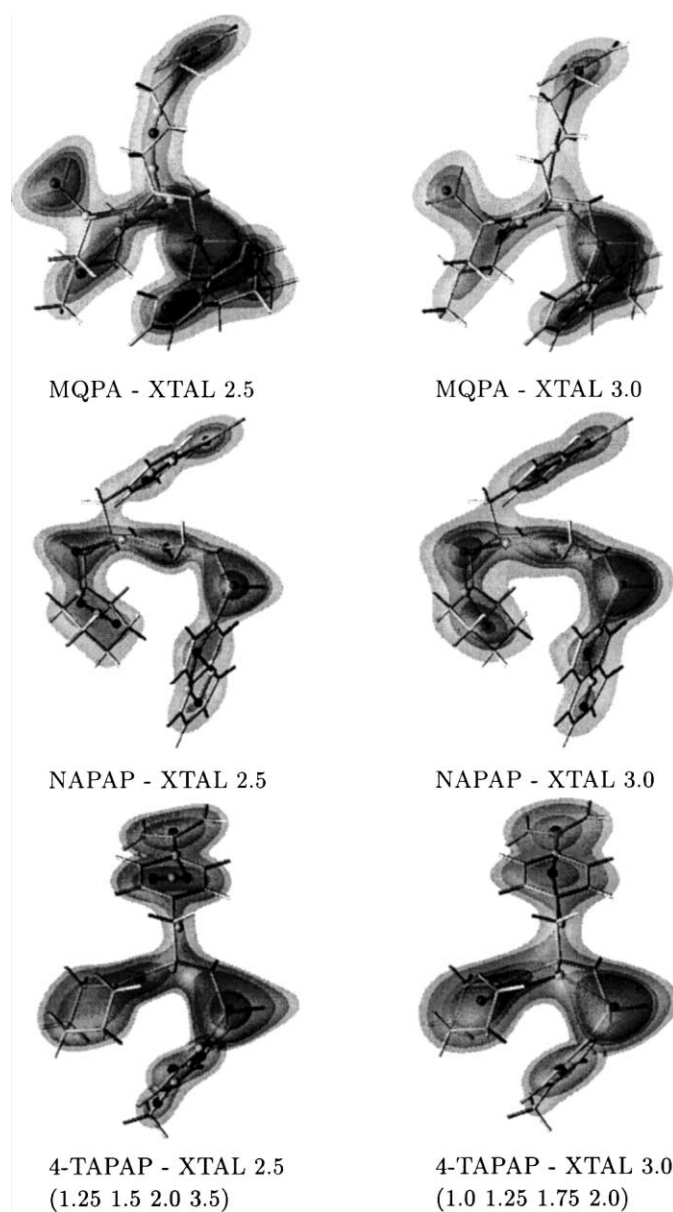 MQPA - XTAL 2.5
MQPA - XTAL 3.0
NAPAP - XTAL 2.5
NAPAP - XTAL 3.0
4-TAPAP - XTAL 2.5
(1.25 1.5 2.0 3.5)
4-TAPAP - XTAL 3.0
(1.0 1.25 1.75 2.0)